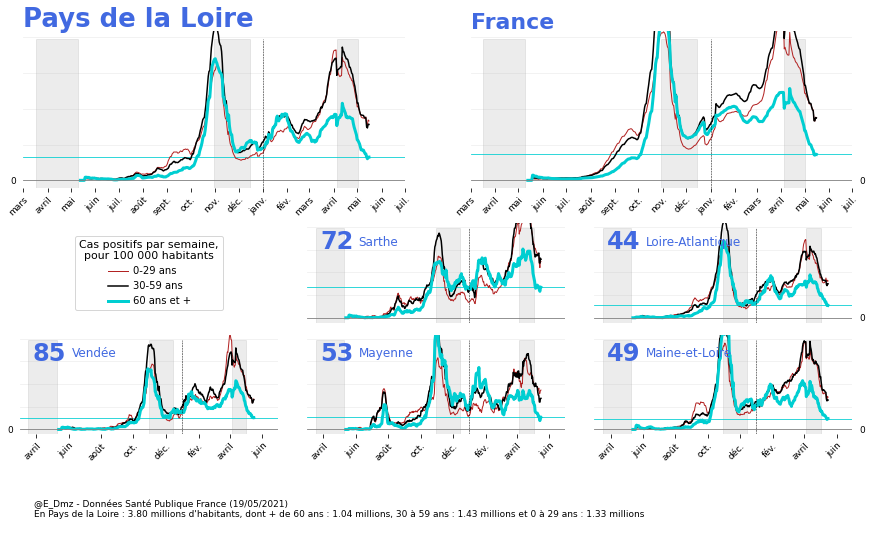 Pays de la Loire
France
0
mars avril mai juin juil. août sept. oct. nov. déc. janv. fév. mars avril mai juin juil.
mars avril mai juin juil. août sept. oct. nov. déc. janv. fév. mars avril mai juin juil.
0
Cas positifs par semaine,
pour 100 000 habitants
0-29 ans
30-59 ans
60 ans et +
72 Sarthe
44 Loire-Atlantique
0
85 Vendée
53 Mayenne
49 Maine-et-Loire
0
0
avril juin août oct. déc. fév. avril juin
avril juin août oct. déc. fév. avril juin
avril juin août oct. déc. fév. avril juin
@E_Dmz - Données Santé Publique France (19/05/2021)
En Pays de la Loire : 3.80 millions d'habitants, dont + de 60 ans : 1.04 millions, 30 à 59 ans : 1.43 millions et 0 à 29 ans : 1.33 millions